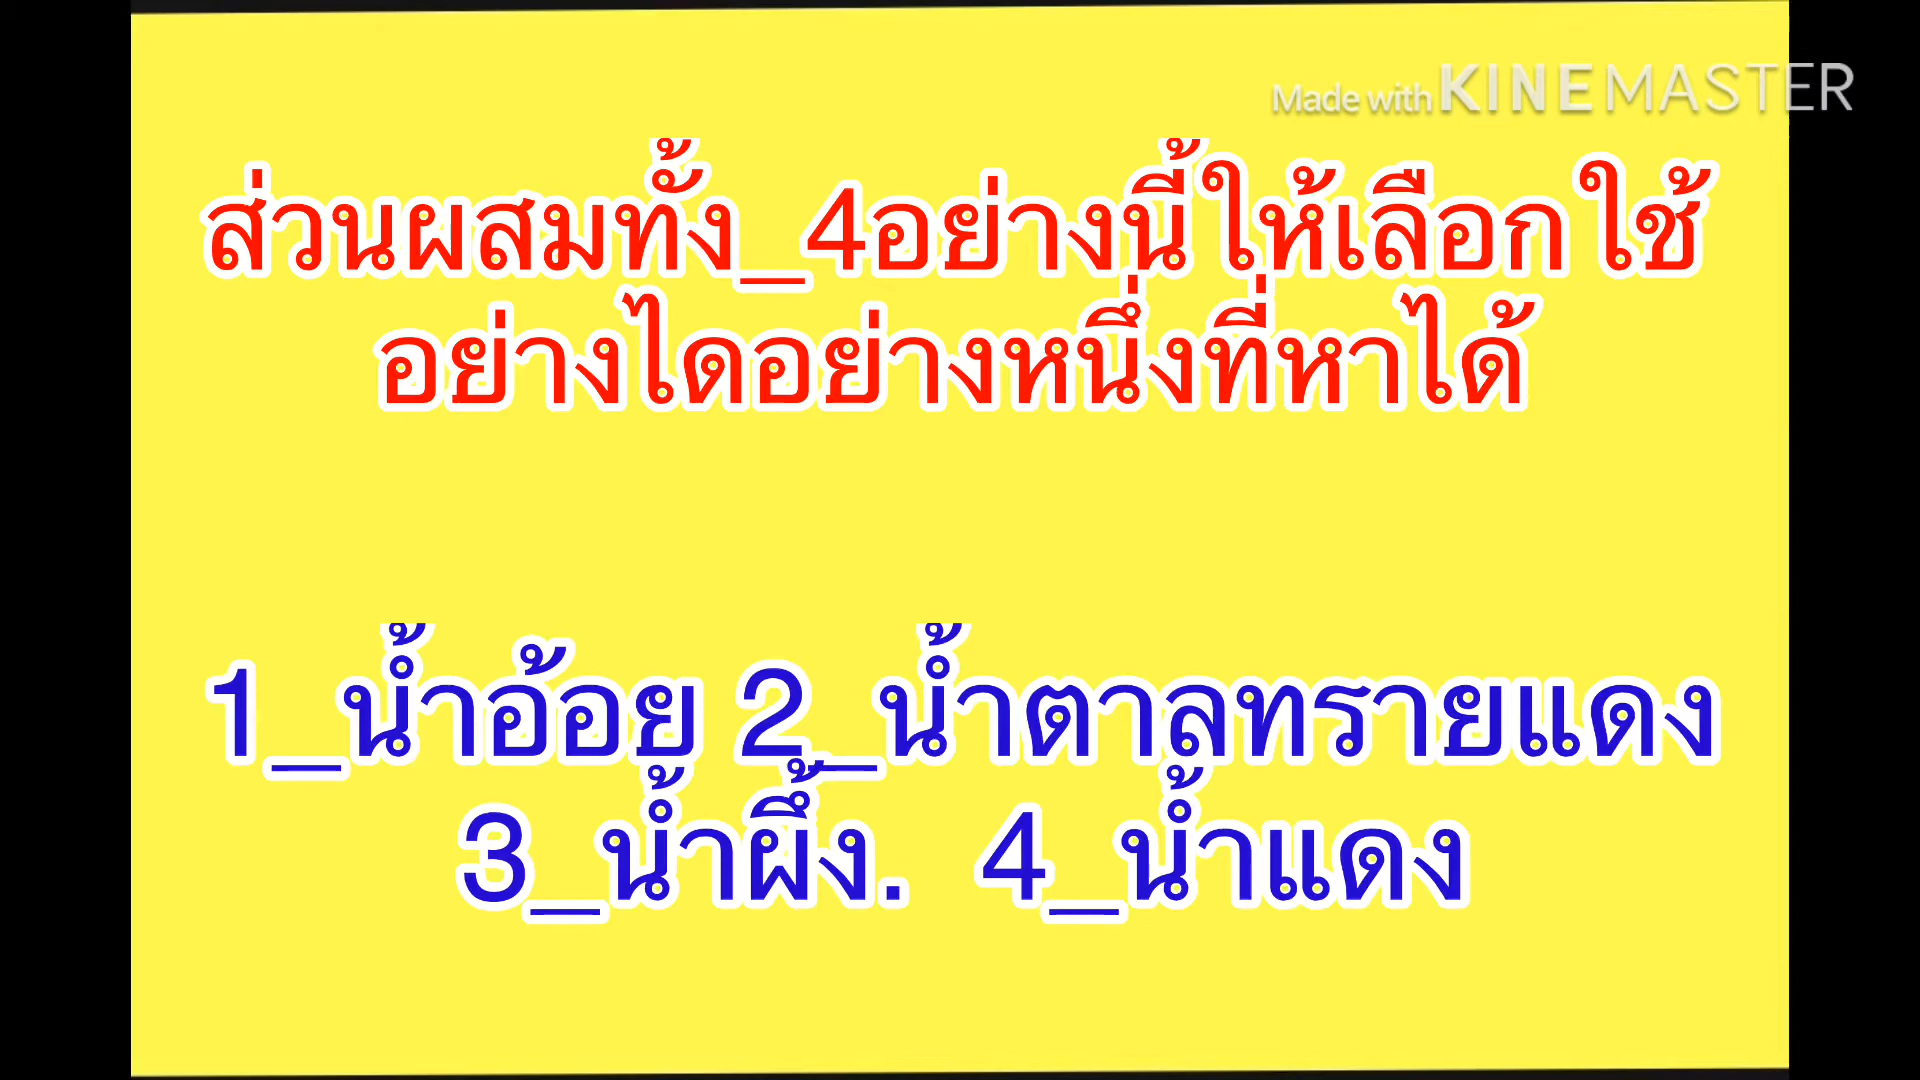 Made with KINEMASTER
ส่วนผสมทั้ง_4อย่างนี้ให้เลือกใช้
อย่างไดอย่างหนึ่งที่หาได้
1_น้ำอ้อย 2_น้ำตาลทรายแดง
3_น้ำผึ้ง. 4_น้ำแดง